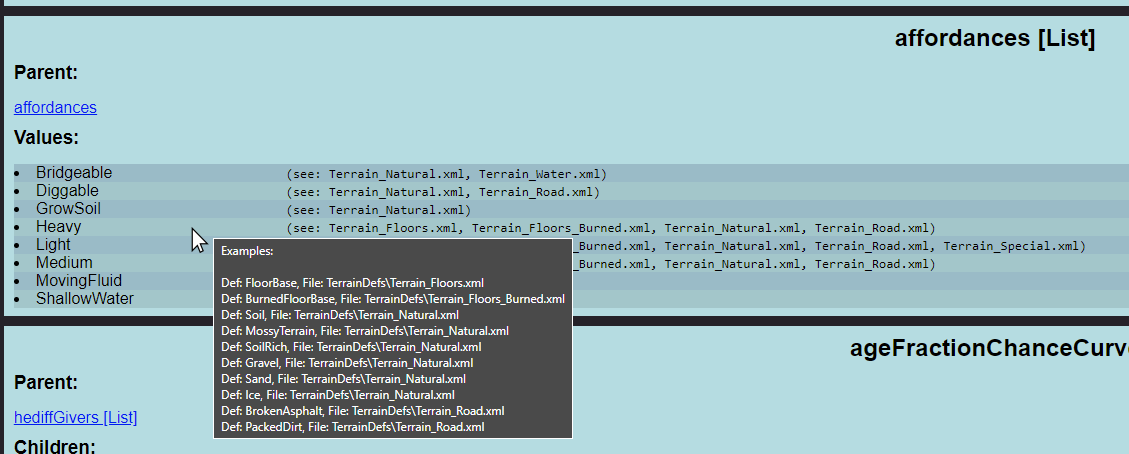 affordances [List]
Parent:
affordances
Values:
Bridgeable (see: Terrain_Natural.xml, Terrain_Water.xml)
Diggable (see: Terrain_Natural.xml, Terrain_Road.xml)
GrowSoil (see: Terrain_Natural.xml)
Heavy (see: Terrain_Floors.xml, Terrain_Floors_Burned.xml, Terrain_Natural.xml, Terrain_Road.xml)
Light _Burned.xml, Terrain_Natural.xml, Terrain_Road.xml, Terrain_Special.xml)
Medium _Burned.xml, Terrain_Natural.xml, Terrain_Road.xml)
MovingFluid
ShallowWater
Examples:
Def: FloorBase, File: TerrainDefs\Terrain_Floors.xml
Def: BurnedFloorBase, File: TerrainDefs\Terrain_Floors_Burned.xml
Def: Soil, File: TerrainDefs\Terrain_Natural.xml
Def: MossyTerrain, File: TerrainDefs\Terrain_Natural.xml
Def: SoilRich, File: TerrainDefs\Terrain_Natural.xml
Def: Gravel, File: TerrainDefs\Terrain_Natural.xml
Def: Sand, File: TerrainDefs\Terrain_Natural.xml
Def: Ice, File: TerrainDefs\Terrain_Natural.xml
Def: BrokenAsphalt, File: TerrainDefs\Terrain_Road.xml
Def: PackedDirt, File: TerrainDefs\Terrain_Road.xml
ageFractionChanceCurv
Parent:
hediffGivers [List]
Children: